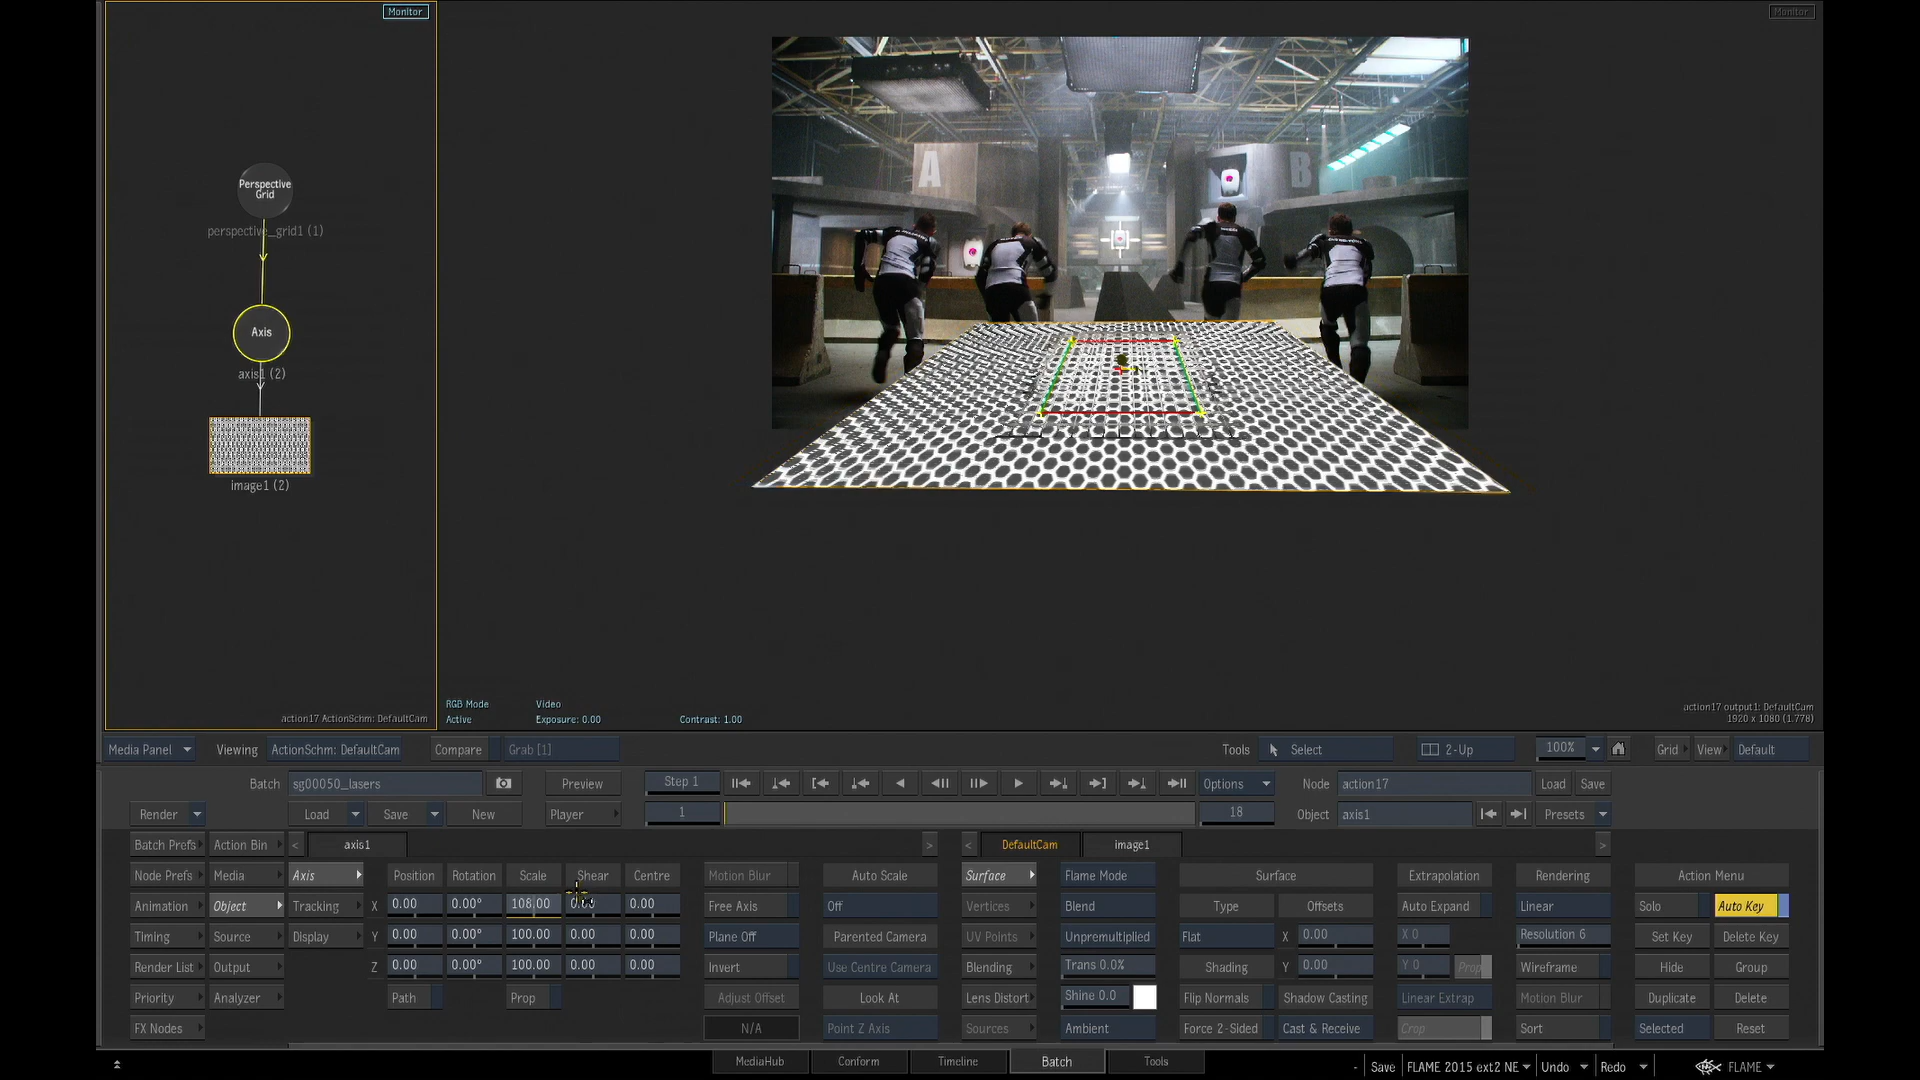 Monitor
Monitor
A
B
Perspective
Grid
perspective_grid1 (1)
Axis
axis1 (2)
image1 (2)
action17 ActionSchm: DefaultCam
RGB Mode Video
Active Exposure: 0.00 Contrast: 1.00
action17 output1: DefaultCam
1920 x 1080 (1.778)
Media Panel Viewing ActionSchm: DefaultCam Compare Grab [1] Tools Select 2-Up 100% Grid View Default
Batch sg00050_lasers Preview Step 1 Options Node action17 Load Save
Render Load Save New Player 1 18 Object axis1 Presets
Batch Prefs Action Bin < axis1 > < DefaultCam image1 >
Node Prefs Media Axis Position Rotation Scale Shear Centre Motion Blur Auto Scale Surface Flame Mode Surface Extrapolation Rendering Action Menu
Animation Object Tracking X 0.00 0.00° 108.00 0.00 0.00 Free Axis Off Vertices Blend Type Offsets Auto Expand Linear Solo Auto Key
Timing Source Display Y 0.00 0.00° 100.00 0.00 0.00 Plane Off Parented Camera UV Points Unpremultiplied Flat X 0.00 X 0 Resolution 6 Set Key Delete Key
Render List Output Z 0.00 0.00° 100.00 0.00 0.00 Invert Use Centre Camera Blending Trans 0.0% Shading Y 0.00 Y 0 Prop Wireframe Hide Group
Priority Analyzer Path Prop Adjust Offset Look At Lens Distort Shine 0.0 Flip Normals Shadow Casting Linear Extrap Motion Blur Duplicate Delete
FX Nodes N/A Point Z Axis Sources Ambient Force 2-Sided Cast & Receive Crop Sort Selected Reset
MediaHub Conform Timeline Batch Tools - Save FLAME 2015 ext2 NE Undo Redo FLAME